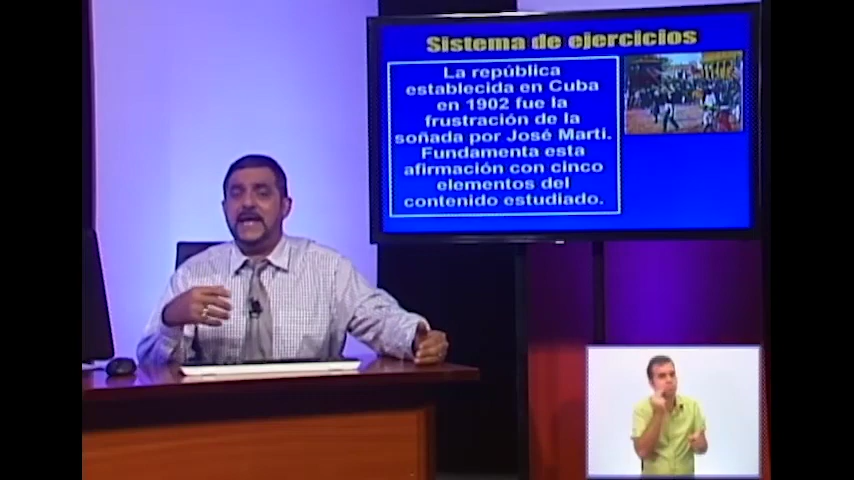 Sistema de ejercicios
La república
establecida en Cuba
en 1902 fue la
frustración de la
soñada por José Martí.
Fundamenta esta
afirmación con cinco
elementos del
contenido estudiado.